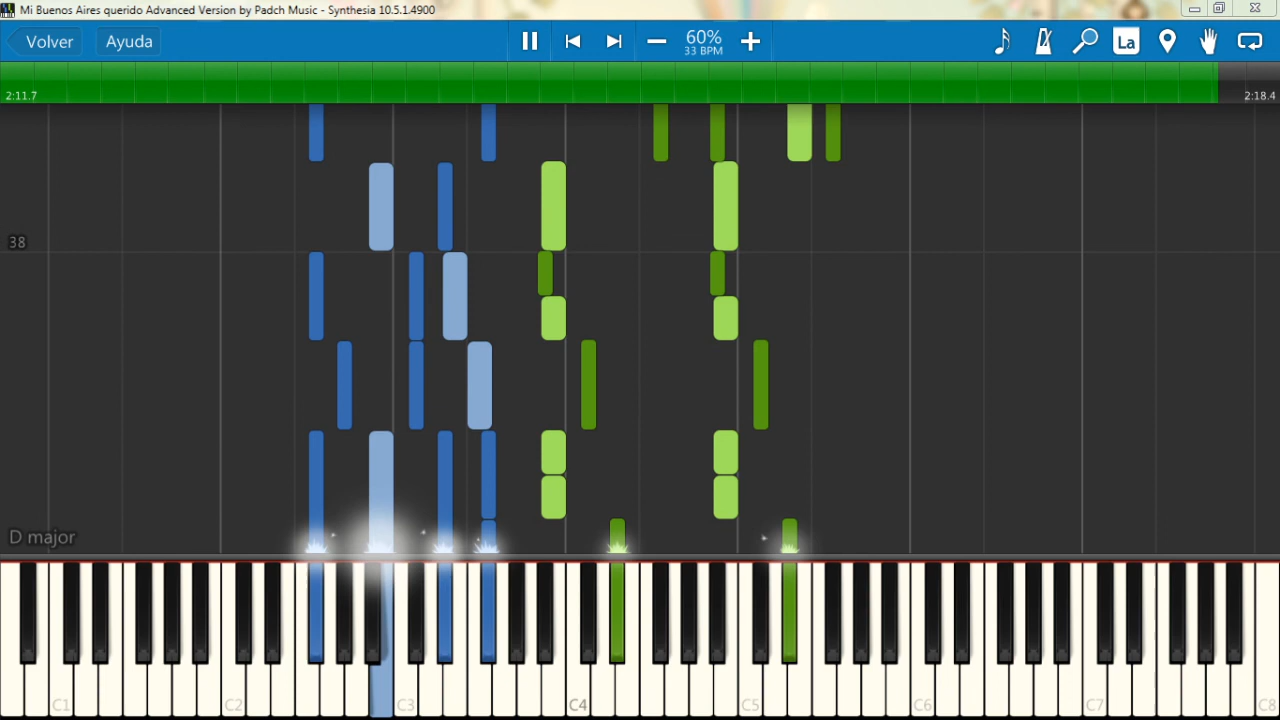 Mi Buenos Aires querido Advanced Version by Padch Music - Synthesia 10.5.1.4900
Volver
Ayuda
60%
33 BPM
La
2:11.7
2:18.4
38
D major
C1
C2
C3
C4
C5
C6
C7
C8